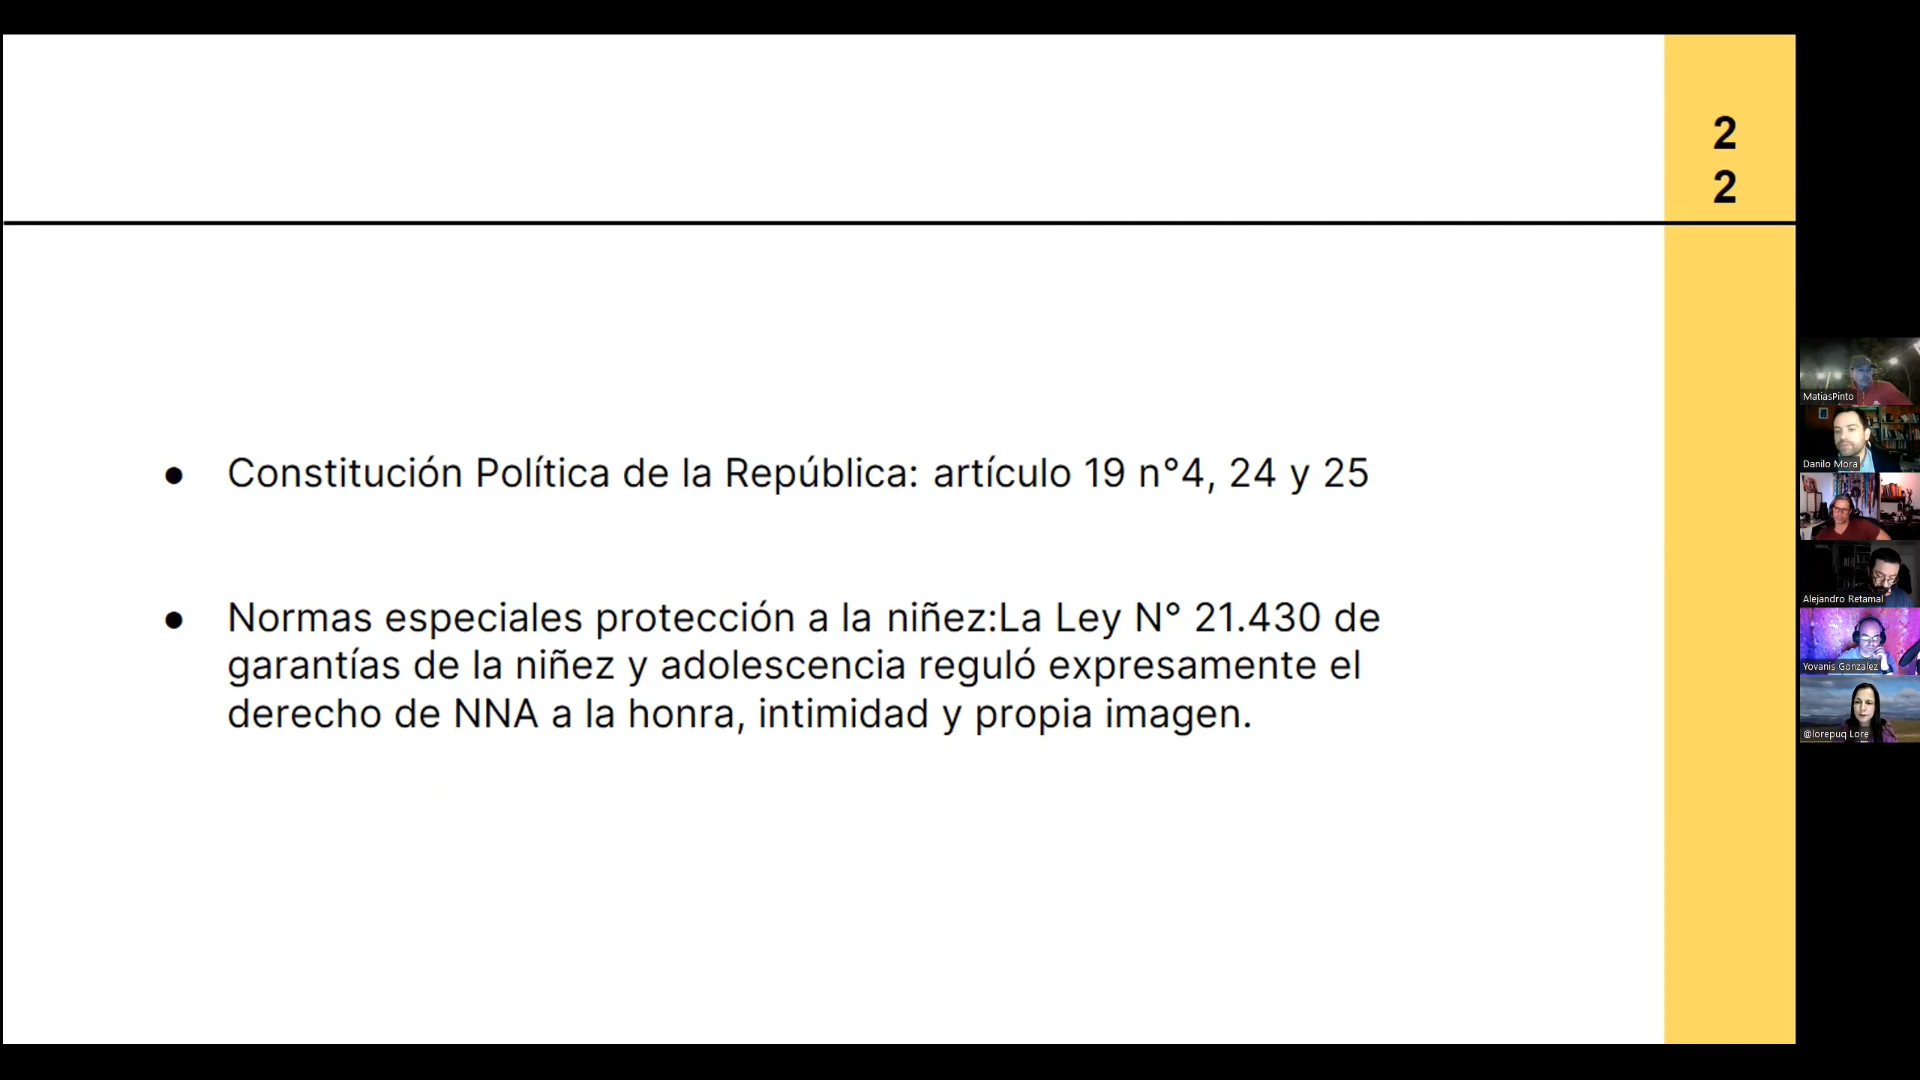 2
2
● Constitución Política de la República: artículo 19 n°4, 24 y 25
● Normas especiales protección a la niñez:La Ley N° 21.430 de
garantías de la niñez y adolescencia reguló expresamente el
derecho de NNA a la honra, intimidad y propia imagen.
MatiasPinto
Danilo Mora
Alejandro Retamal
Yovanis Gonzalez
@lorepuq Lore